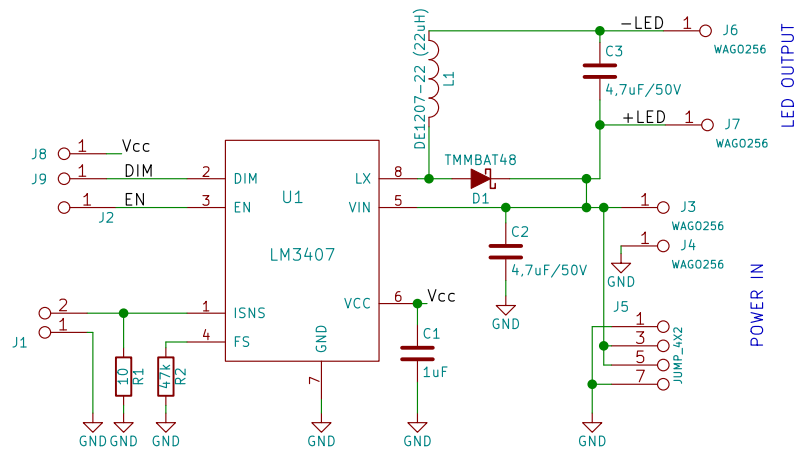 −LED
1
J6
WAGO256
C3
4,7uF/50V
DE1207-22 (22uH)
L1
LED OUTPUT
+LED
1
J7
WAGO256
J8
1
Vcc
J9
1
DIM
2
DIM
1
EN
3
EN
J2
U1
LM3407
LX
8
TMMBAT48
D1
VIN
5
1
J3
WAGO256
1
J4
WAGO256
GND
C2
4,7uF/50V
GND
POWER IN
VCC
6
Vcc
C1
1uF
GND
J1
2
1
1
ISNS
4
FS
10
R1
47k
R2
GND
GND
GND
GND
7
GND
J5
1
3
5
7
JUMP_4X2
GND